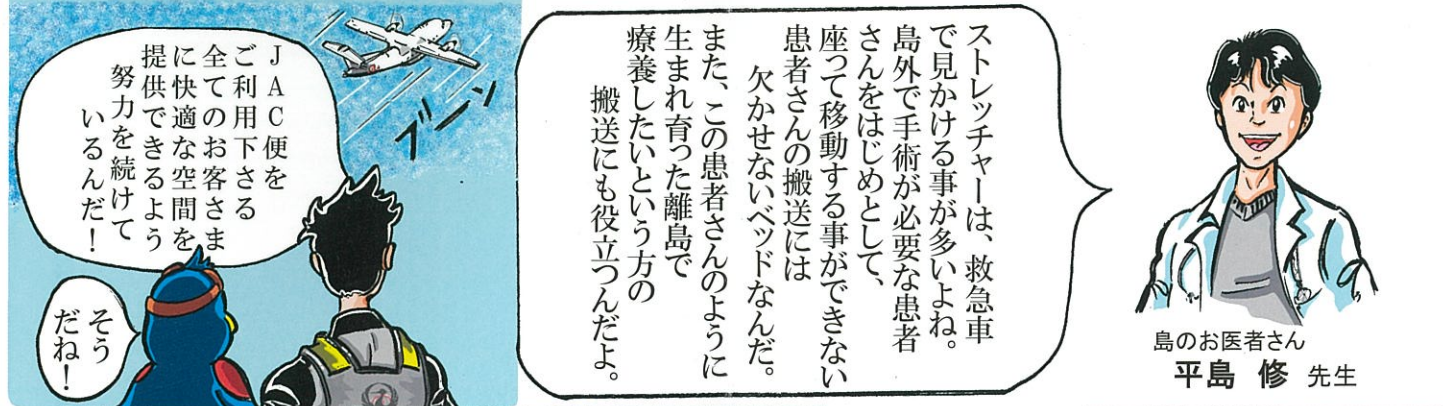 ストレッチャーは、救急車
で見かける事が多いよね。
島外で手術が必要な患者
さんをはじめとして、
座って移動する事ができない
患者さんの搬送には
欠かせないベッドなんだ。
また、この患者さんのように
生まれ育った離島で
療養したいという方の
搬送にも役立つんだよ。
島のお医者さん
平島 修 先生
ブーン
JAC便を
ご利用下さる
全てのお客さま
に快適な空間を
提供できるよう
努力を続けて
いるんだ!
そう
だね!